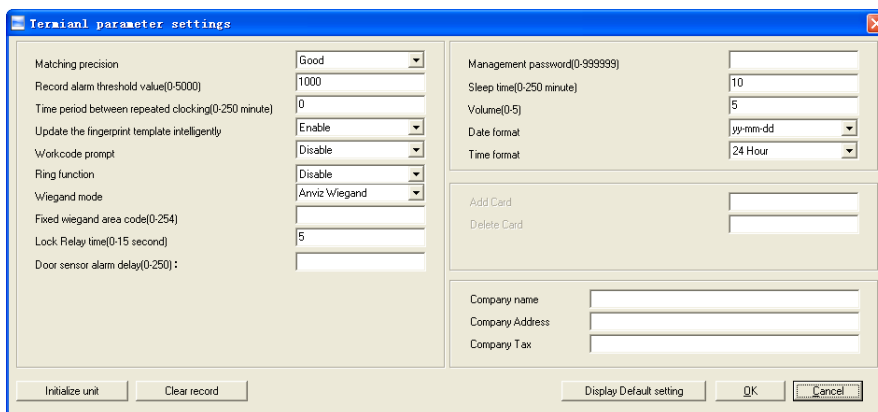 Termianl parameter settings
Matching precision Good
Record alarm threshold value(0-5000) 1000
Time period between repeated clocking(0-250 minute) 0
Update the fingerprint template intelligently Enable
Workcode prompt Disable
Ring function Disable
Wiegand mode Anviz Wiegand
Fixed wiegand area code(0-254)
Lock Relay time(0-15 second) 5
Door sensor alarm delay(0-250) :
Management password(0-999999)
Sleep time(0-250 minute) 10
Volume(0-5) 5
Date format yy-mm-dd
Time format 24 Hour
Add Card
Delete Card
Company name
Company Address
Company Tax
Initialize unit Clear record Display Default setting OK Cancel